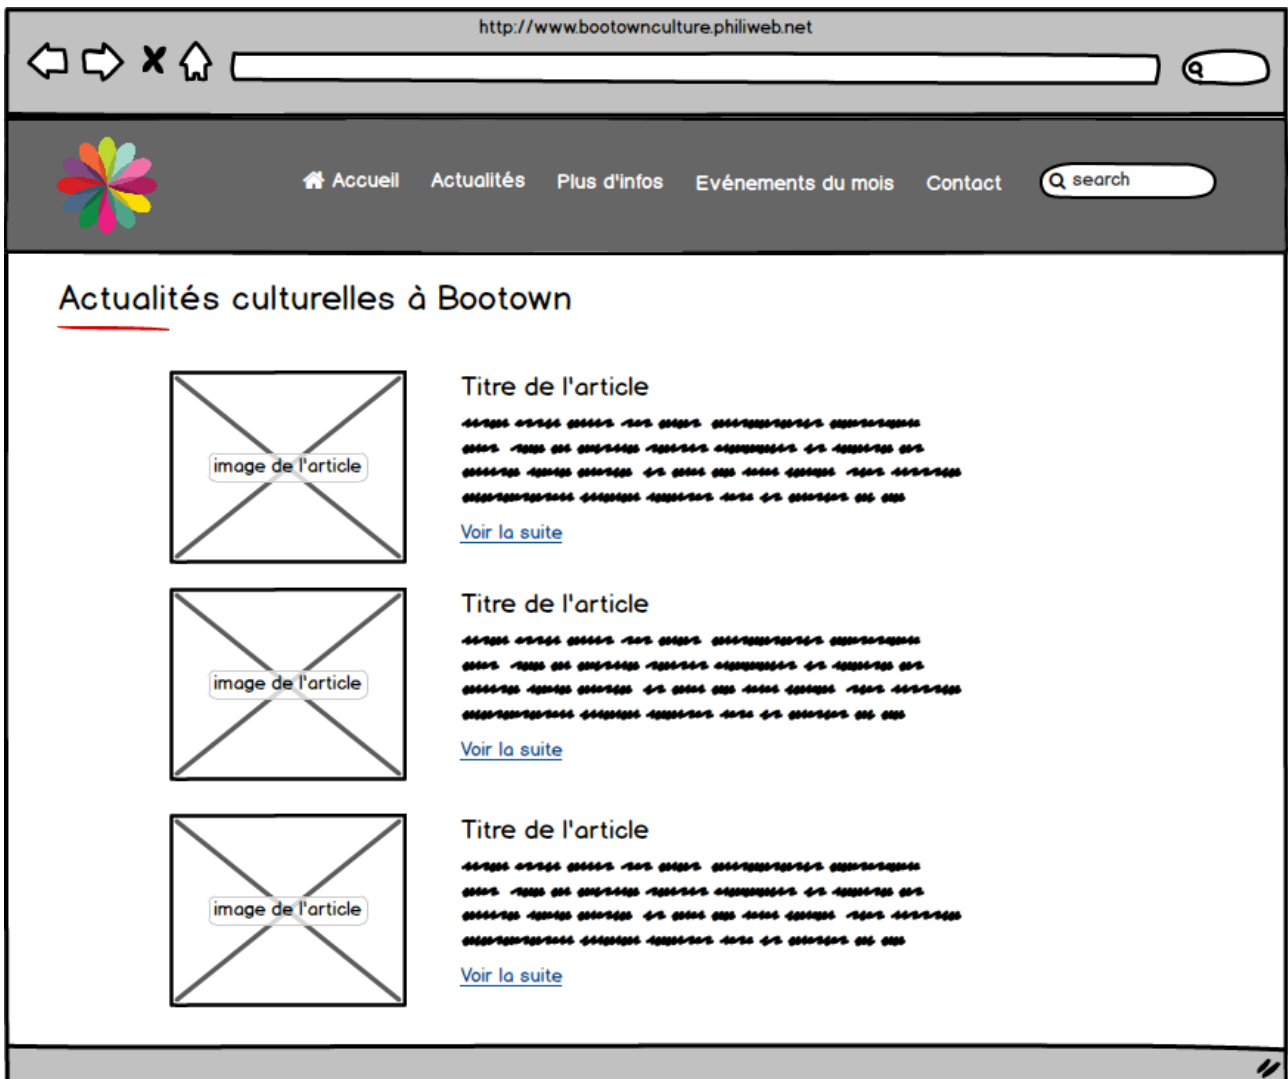 http://www.bootownculture.philiweb.net
Accueil Actualités Plus d'infos Evénements du mois Contact search
Actualités culturelles à Bootown
image de l'article
Titre de l'article
Voir la suite
image de l'article
Titre de l'article
Voir la suite
image de l'article
Titre de l'article
Voir la suite